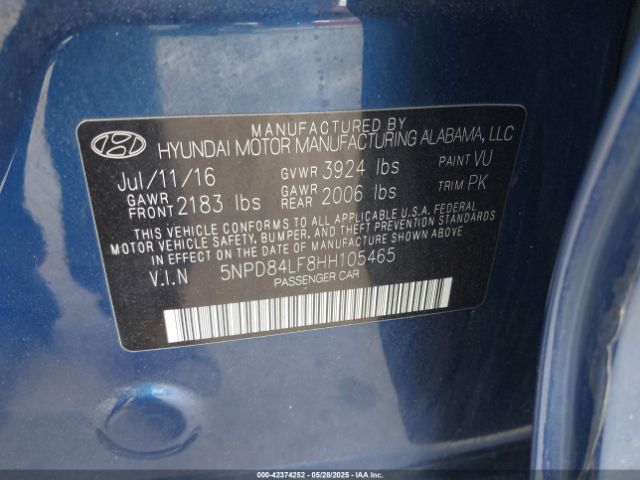 MANUFACTURED BY
HYUNDAI MOTOR MANUFACTURING ALABAMA, LLC
Jul/11/16 GVWR 3924 lbs PAINT VU
GAWR FRONT 2183 lbs GAWR REAR 2006 lbs TRIM PK
THIS VEHICLE CONFORMS TO ALL APPLICABLE U.S.A. FEDERAL
MOTOR VEHICLE SAFETY, BUMPER, AND THEFT PREVENTION STANDARDS
IN EFFECT ON THE DATE OF MANUFACTURE SHOWN ABOVE
V.I.N 5NPD84LF8HH105465
PASSENGER CAR
000-42374252 05/28/2025 IAA Holdings, LLC